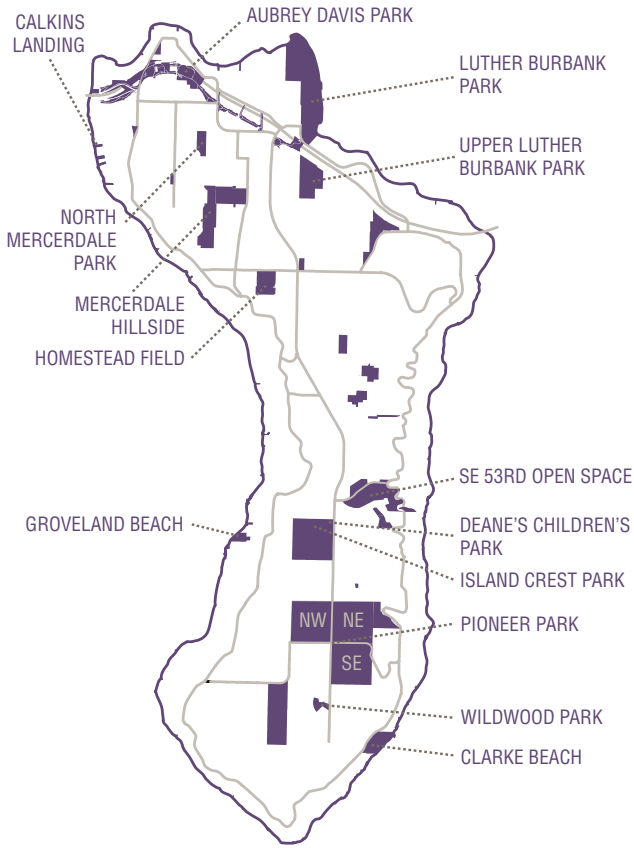 CALKINS
LANDING
AUBREY DAVIS PARK
LUTHER BURBANK
PARK
UPPER LUTHER
BURBANK PARK
NORTH
MERCERDALE
PARK
MERCERDALE
HILLSIDE
HOMESTEAD FIELD
SE 53RD OPEN SPACE
GROVELAND BEACH
DEANE'S CHILDREN'S
PARK
ISLAND CREST PARK
NW
NE
PIONEER PARK
SE
WILDWOOD PARK
CLARKE BEACH